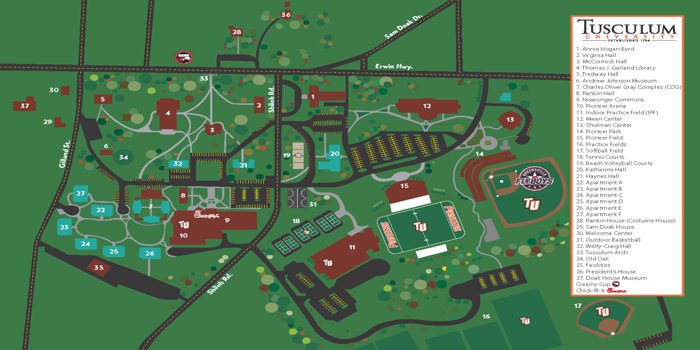 Sam Doak Dr.
Erwin Hwy.
Shiloh Rd.
Gilland St.
Shiloh Rd.
36
28
33
1
2
3
4
5
6
34
32
21
20
19
12
13
14
37
30
29
27
22
23
24
25
26
7
8
9
10
Chick-fil-A
TU
31
18
11
TU
15
PIONEERS
TU
TU
35
16
TU
17
TU
TUSCULUM
UNIVERSITY
ESTABLISHED 1794
1. Annie Hogan Byrd
2. Virginia Hall
3. McCormick Hall
4. Thomas J. Garland Library
5. Tredway Hall
6. Andrew Johnson Museum
7. Charles Oliver Gray Complex (COG)
8. Rankin Hall
9. Niswonger Commons
10. Pioneer Arena
11. Indoor Practice Field (IPF)
12. Meen Center
13. Shulman Center
14. Pioneer Park
15. Pioneer Field
16. Practice Fields
17. Softball Field
18. Tennis Courts
19. Beach Volleyball Courts
20. Katherine Hall
21. Haynes Hall
22. Apartment A
23. Apartment B
24. Apartment C
25. Apartment D
26. Apartment E
27. Apartment F
28. Rankin House (Costume House)
29. Sam Doak House
30. Welcome Center
31. Outdoor Basketball
32. Welty-Craig Hall
33. Tusculum Arch
34. Old Oak
35. Facilities
36. President's House
37. Doak House Museum
Creamy Cup
Chick-fil-A